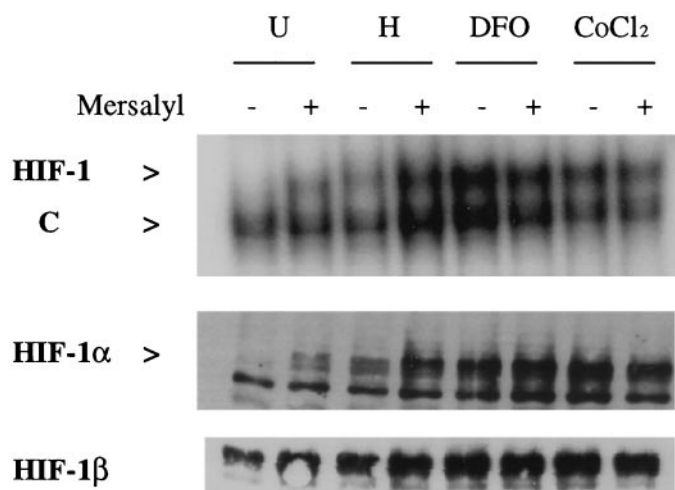 U H DFO CoCl₂
Mersalyl - + - + - + - +
HIF-1 >
C >
HIF-1α >
HIF-1β